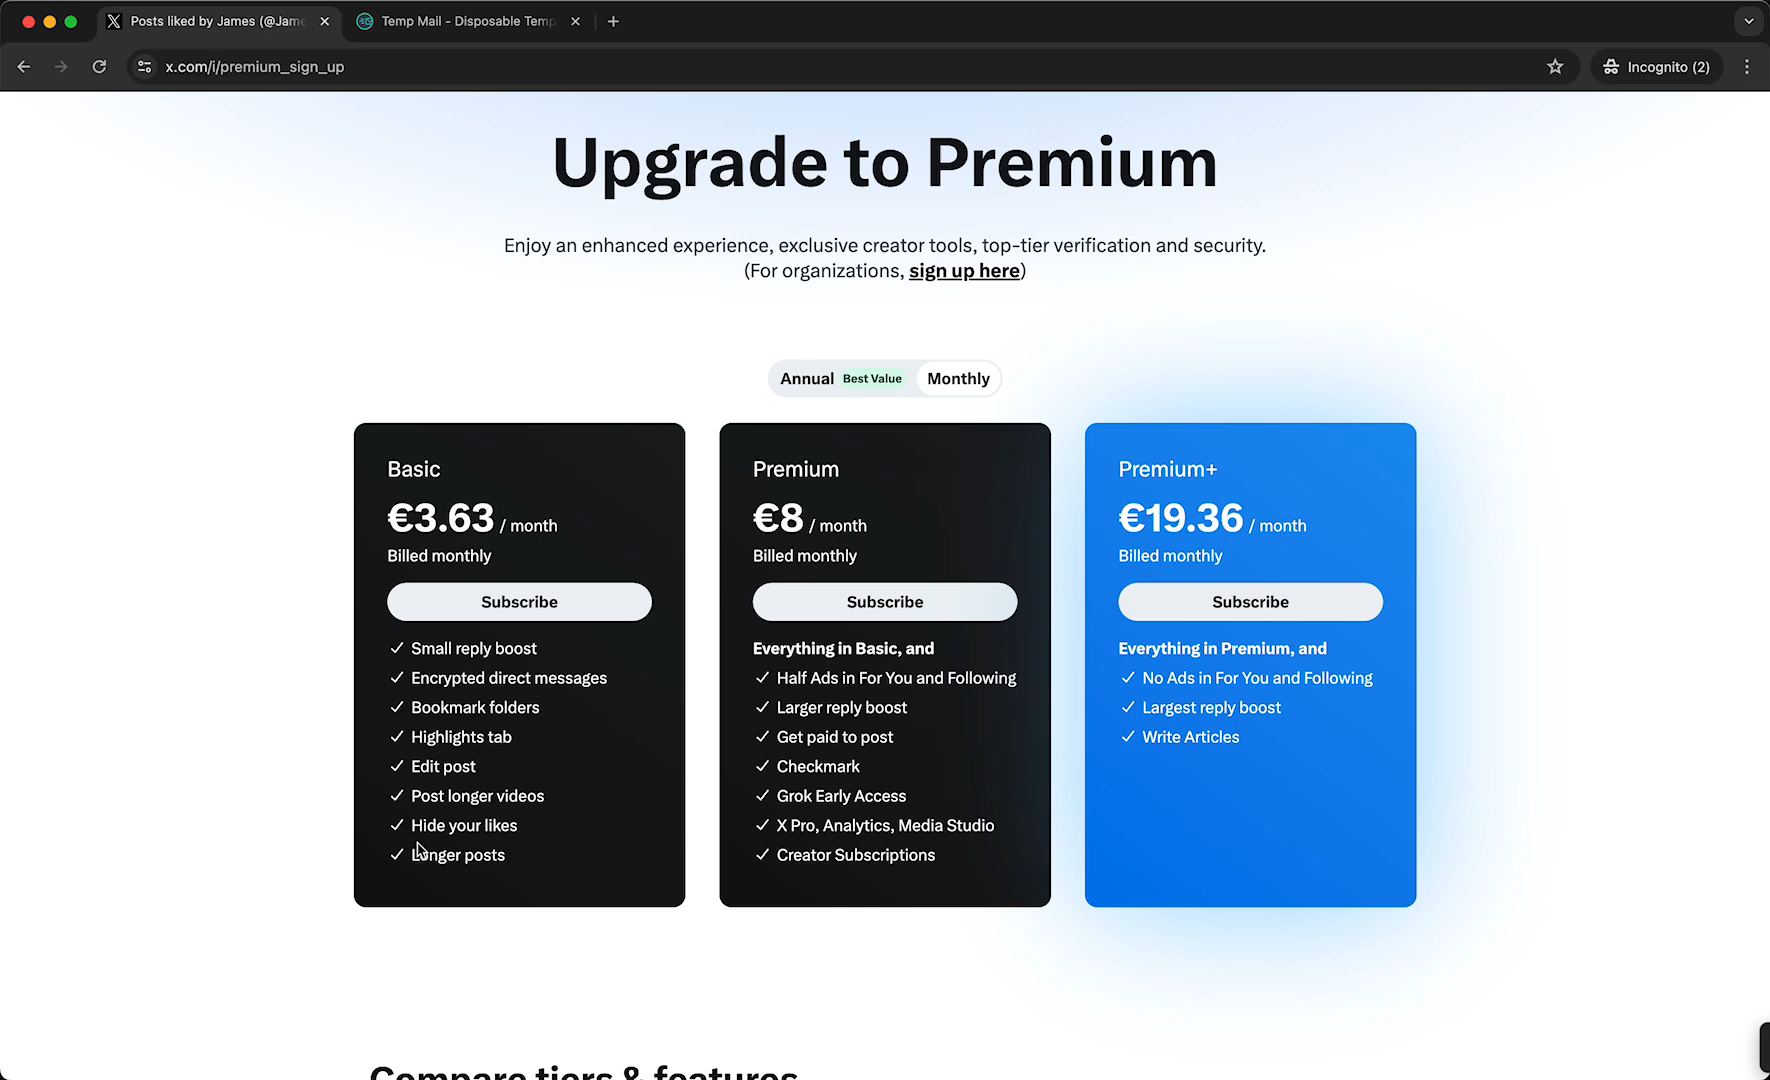 Posts liked by James (@Jame
Temp Mail - Disposable Temp
x.com/i/premium_sign_up
Incognito (2)
Upgrade to Premium
Enjoy an enhanced experience, exclusive creator tools, top-tier verification and security.
(For organizations, sign up here)
Annual Best Value Monthly
Basic
€3.63 / month
Billed monthly
Subscribe
✓ Small reply boost
✓ Encrypted direct messages
✓ Bookmark folders
✓ Highlights tab
✓ Edit post
✓ Post longer videos
✓ Hide your likes
✓ Longer posts
Premium
€8 / month
Billed monthly
Subscribe
Everything in Basic, and
✓ Half Ads in For You and Following
✓ Larger reply boost
✓ Get paid to post
✓ Checkmark
✓ Grok Early Access
✓ X Pro, Analytics, Media Studio
✓ Creator Subscriptions
Premium+
€19.36 / month
Billed monthly
Subscribe
Everything in Premium, and
✓ No Ads in For You and Following
✓ Largest reply boost
✓ Write Articles
Compare tiers & features